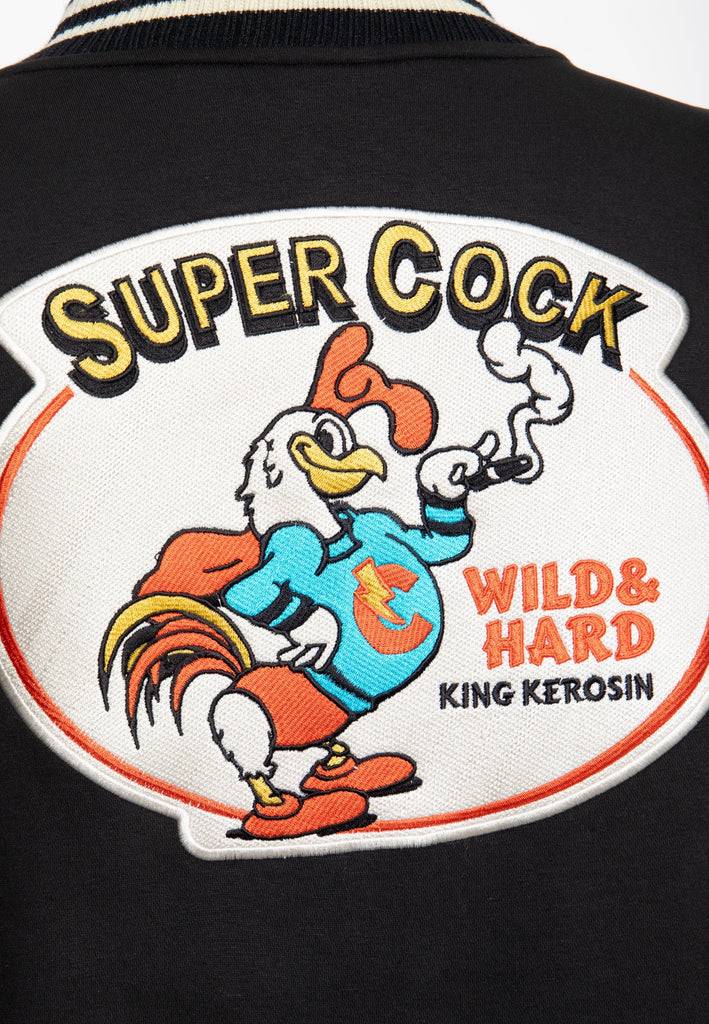 SUPER COCK
WILD&
HARD
KING KEROSIN
C